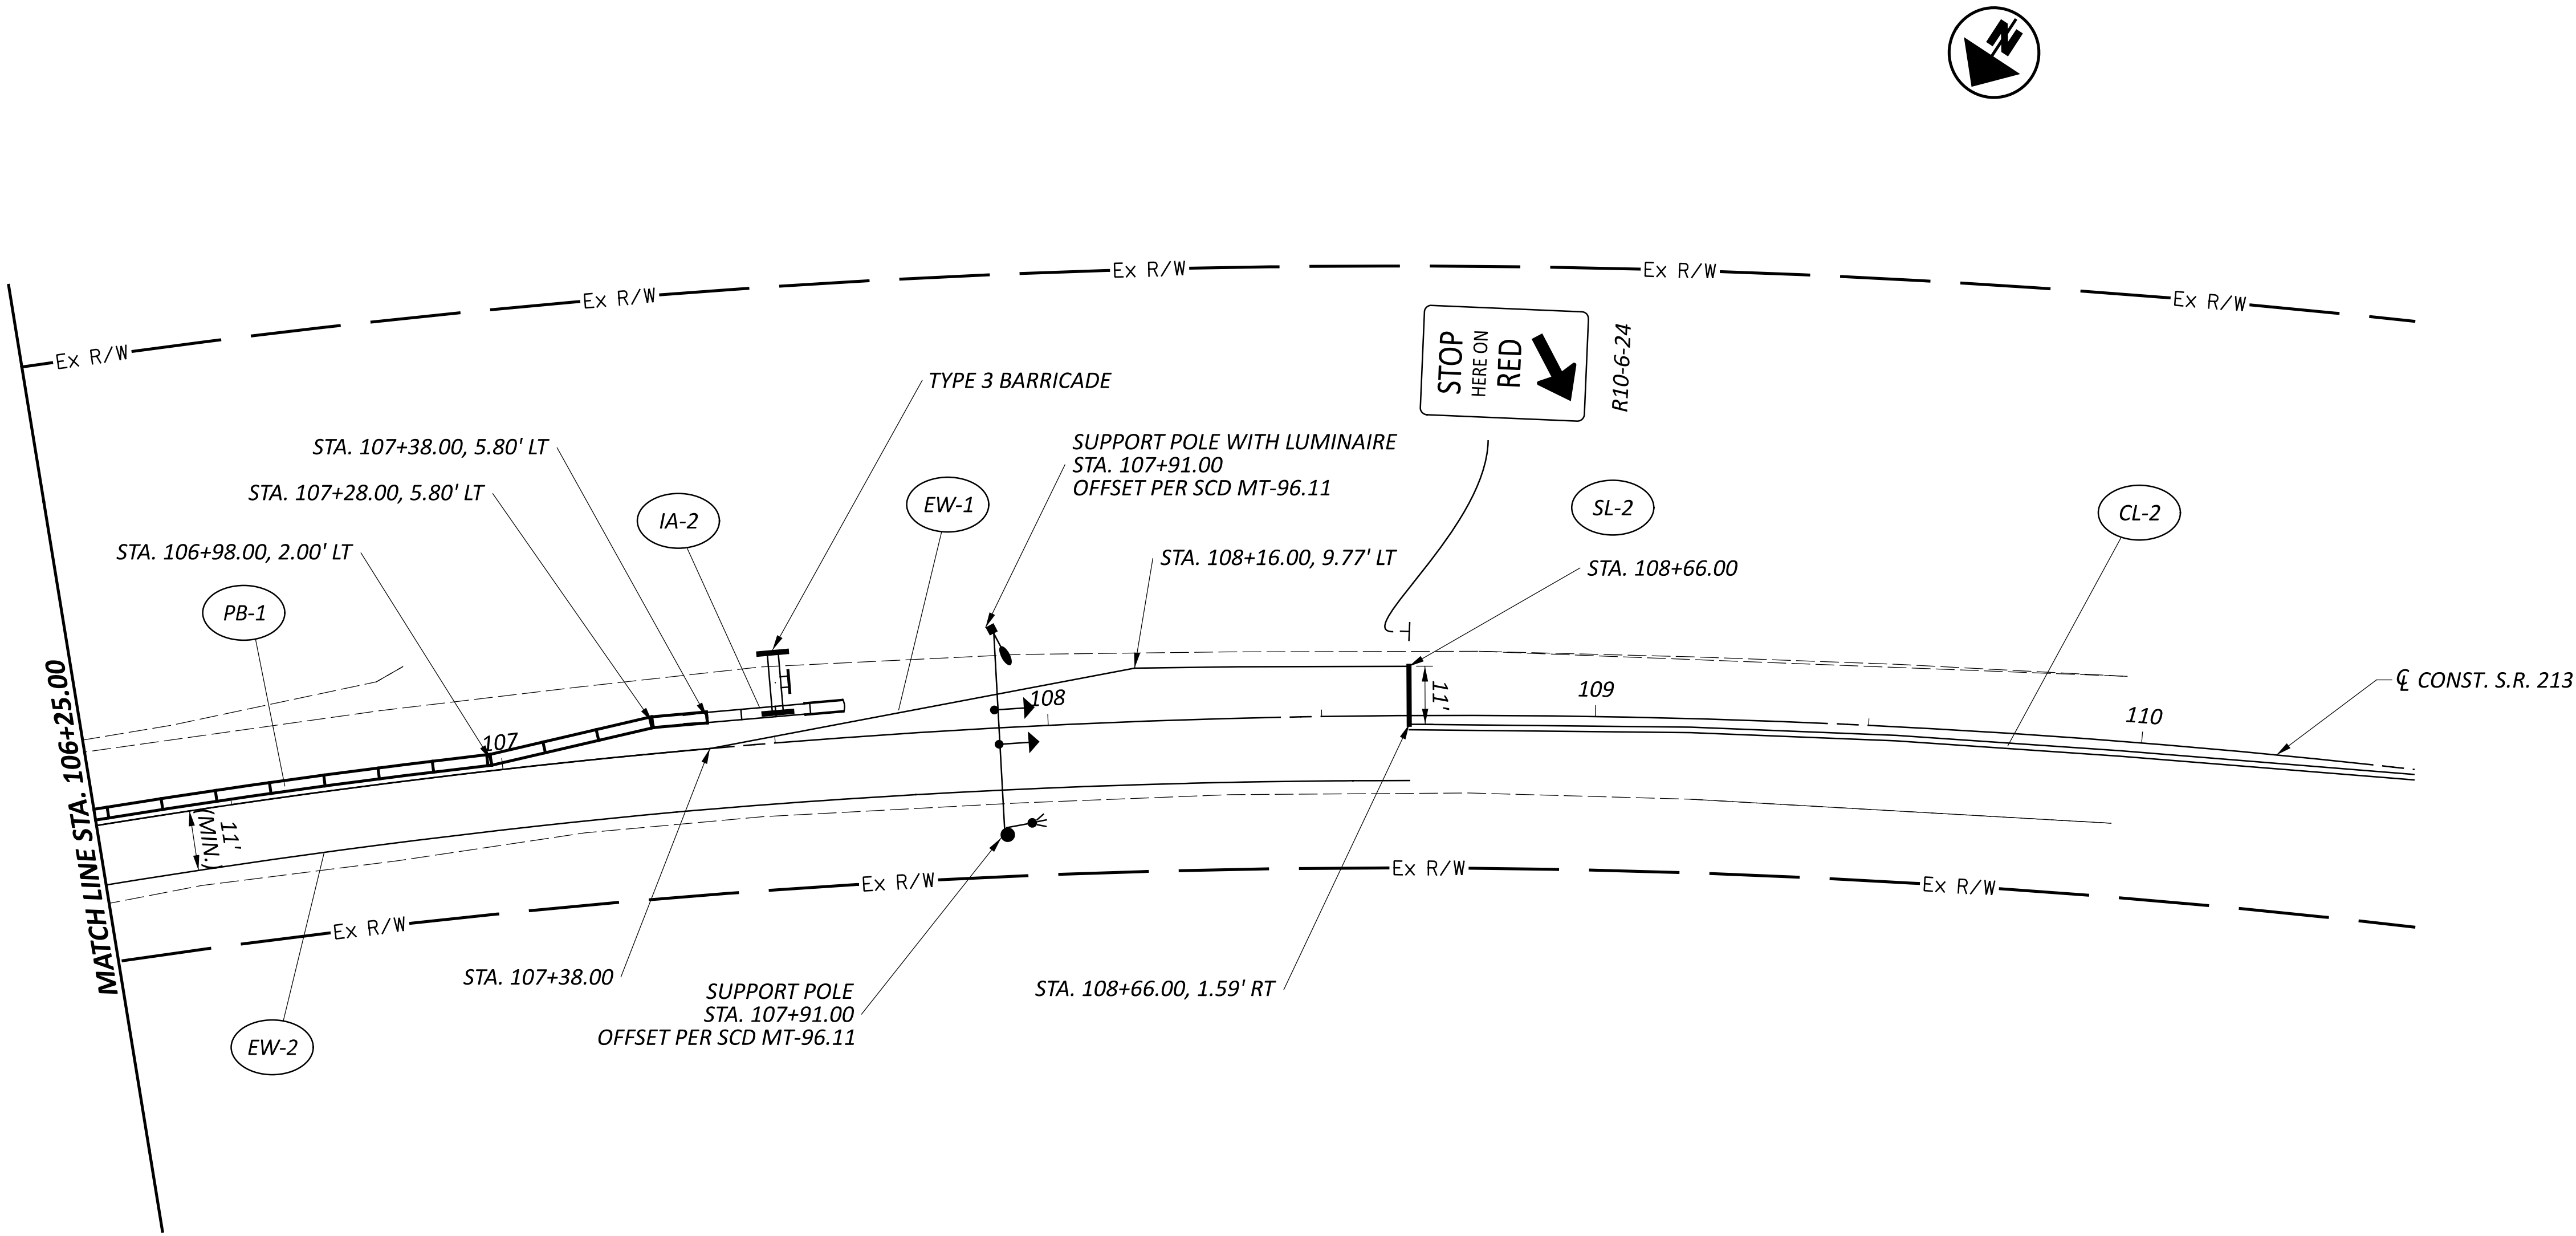 N
Ex R/W
Ex R/W
Ex R/W
Ex R/W
Ex R/W
STOP
HERE ON
RED
R10-6-24
TYPE 3 BARRICADE
STA. 107+38.00, 5.80' LT
STA. 107+28.00, 5.80' LT
STA. 106+98.00, 2.00' LT
SUPPORT POLE WITH LUMINAIRE
STA. 107+91.00
OFFSET PER SCD MT-96.11
IA-2
EW-1
SL-2
CL-2
PB-1
STA. 108+16.00, 9.77' LT
STA. 108+66.00
MATCH LINE STA. 106+25.00
107
108
109
110
11'
℄ CONST. S.R. 213
11'
(MIN.)
Ex R/W
Ex R/W
Ex R/W
Ex R/W
STA. 107+38.00
SUPPORT POLE
STA. 107+91.00
OFFSET PER SCD MT-96.11
STA. 108+66.00, 1.59' RT
EW-2